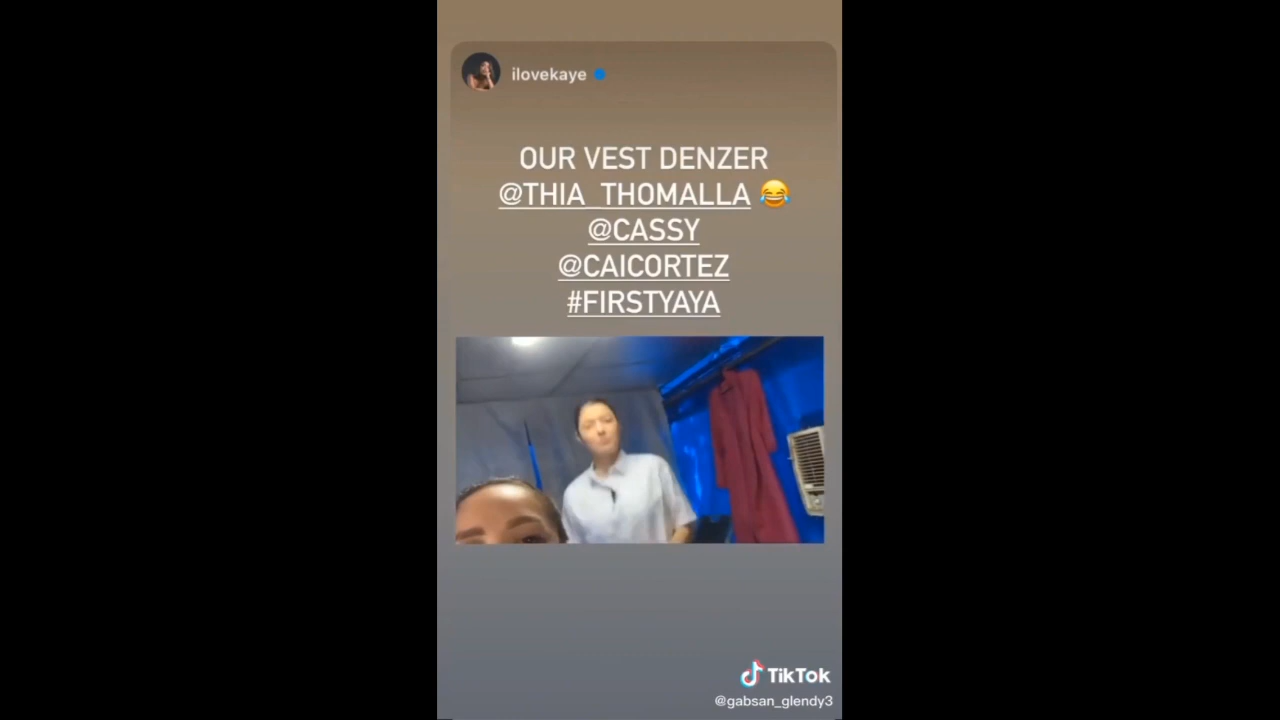 ilovekaye
OUR VEST DENZER
@THIA_THOMALLA 😂
@CASSY
@CAICORTEZ
#FIRSTYAYA
TikTok
@gabsan_glendy3